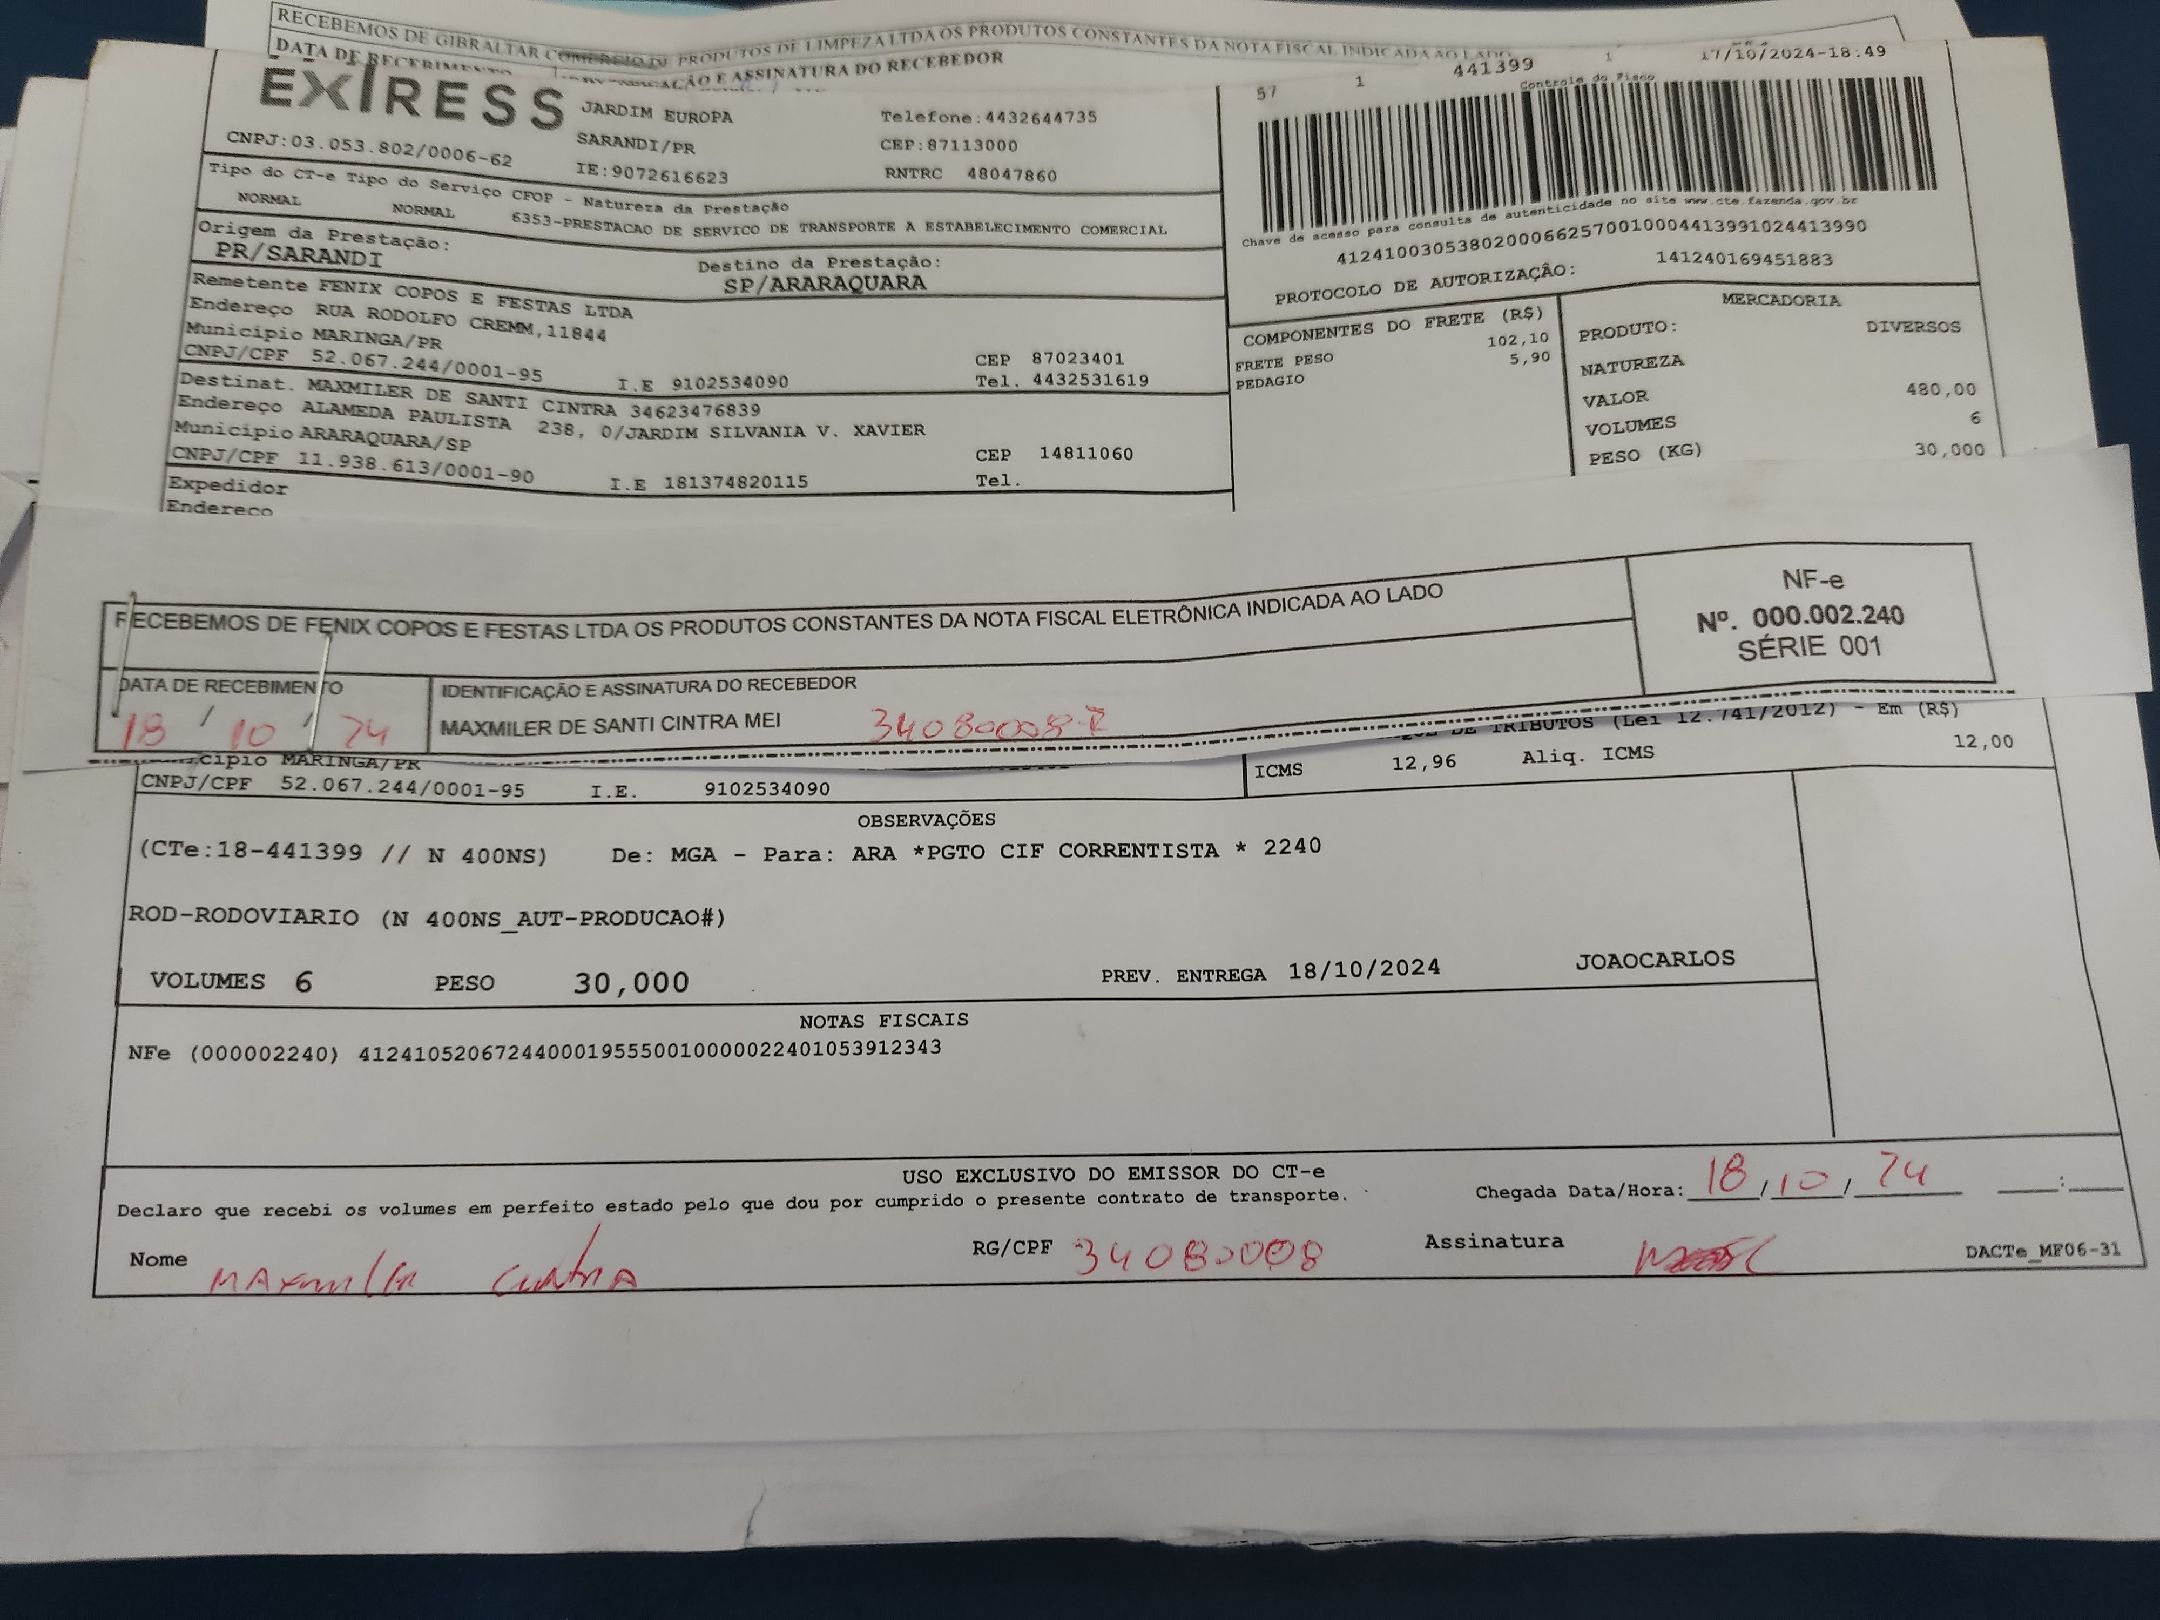 RECEBEMOS DE GIBRALTAR COMERCIO DE PRODUTOS DE LIMPEZA LTDA OS PRODUTOS CONSTANTES DA NOTA FISCAL INDICADA AO LADO
DATA DE RECEBIMENTO E ASSINATURA DO RECEBEDOR
57 1 441399 1 17/10/2024-18:49
EXPRESS
JARDIM EUROPA Telefone:4432644735
SARANDI/PR CEP:87113000
CNPJ:03.053.802/0006-62 IE:9072616623 RNTRC 48047860
Controle do Fisco
Tipo do CT-e Tipo do Serviço CFOP - Natureza da Prestação
NORMAL NORMAL 6353-PRESTACAO DE SERVICO DE TRANSPORTE A ESTABELECIMENTO COMERCIAL
Chave de acesso para consulta de autenticidade no site www.cte.fazenda.gov.br
41241003053802000662570010004413991024413990
PROTOCOLO DE AUTORIZAÇÃO: 141240169451883
Origem da Prestação: Destino da Prestação:
PR/SARANDI SP/ARARAQUARA
Remetente FENIX COPOS E FESTAS LTDA
Endereço RUA RODOLFO CREMM,11844
Municipio MARINGA/PR CEP 87023401
CNPJ/CPF 52.067.244/0001-95 I.E 9102534090 Tel. 4432531619
Destinat. MAXMILER DE SANTI CINTRA 34623476839
Endereço ALAMEDA PAULISTA 238, 0/JARDIM SILVANIA V. XAVIER
Municipio ARARAQUARA/SP CEP 14811060
CNPJ/CPF 11.938.613/0001-90 I.E 181374820115 Tel.
Expedidor
Endereco
COMPONENTES DO FRETE (R$)
FRETE PESO 102,10
PEDAGIO 5,90
MERCADORIA
PRODUTO: DIVERSOS
NATUREZA
VALOR 480,00
VOLUMES 6
PESO (KG) 30,000
RECEBEMOS DE FENIX COPOS E FESTAS LTDA OS PRODUTOS CONSTANTES DA NOTA FISCAL ELETRÔNICA INDICADA AO LADO
NF-e
Nº. 000.002.240
SÉRIE 001
DATA DE RECEBIMENTO IDENTIFICAÇÃO E ASSINATURA DO RECEBEDOR
18 / 10 / 24 MAXMILER DE SANTI CINTRA MEI
DE TRIBUTOS (Lei 12.741/2012) - Em (R$)
MARINGA/PR
ICMS 12,96 Aliq. ICMS 12,00
CNPJ/CPF 52.067.244/0001-95 I.E. 9102534090
OBSERVAÇÕES
(CTe:18-441399 // N 400NS) De: MGA - Para: ARA *PGTO CIF CORRENTISTA * 2240
ROD-RODOVIARIO (N 400NS_AUT-PRODUCAO#)
VOLUMES 6 PESO 30,000 PREV. ENTREGA 18/10/2024 JOAOCARLOS
NOTAS FISCAIS
NFe (000002240) 41241052067244000195550010000022401053912343
USO EXCLUSIVO DO EMISSOR DO CT-e
Declaro que recebi os volumes em perfeito estado pelo que dou por cumprido o presente contrato de transporte.
Chegada Data/Hora: 18/10/24 :
Nome Maxmiler Cintra RG/CPF 34080008 Assinatura
DACTe_MF06-31